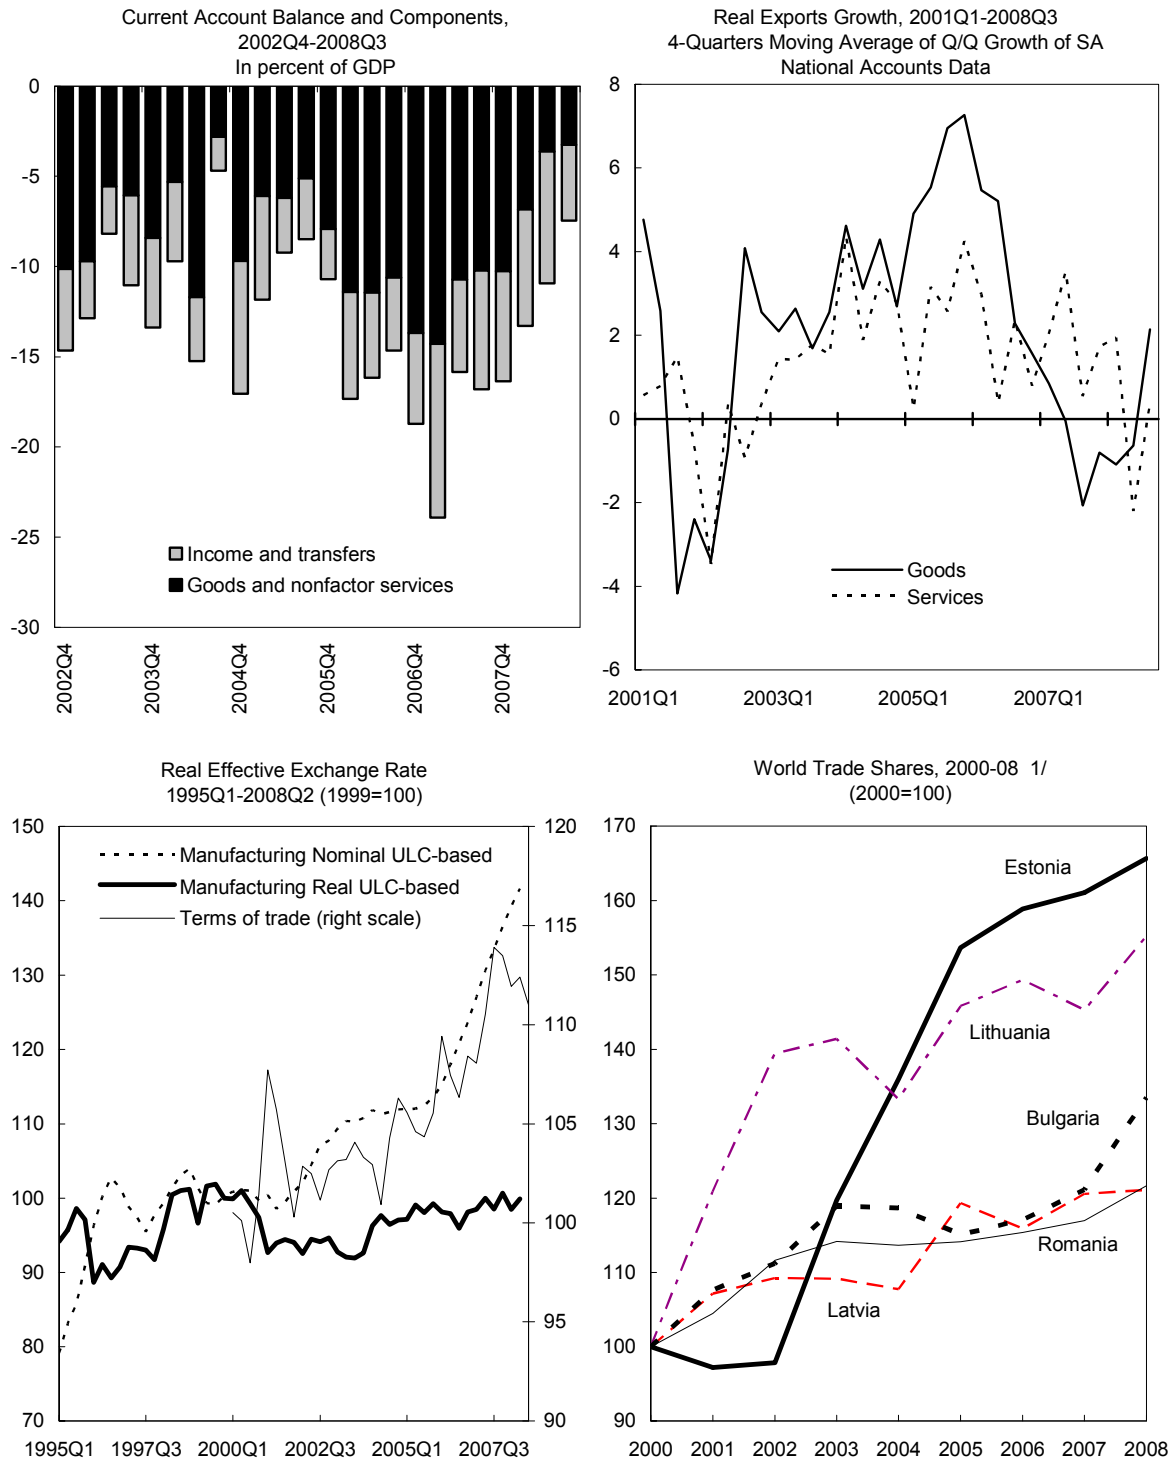 Current Account Balance and Components,
2002Q4-2008Q3
In percent of GDP
0
-5
-10
-15
-20
-25
-30
Income and transfers
Goods and nonfactor services
2002Q4
2003Q4
2004Q4
2005Q4
2006Q4
2007Q4
Real Exports Growth, 2001Q1-2008Q3
4-Quarters Moving Average of Q/Q Growth of SA
National Accounts Data
8
6
4
2
0
-2
-4
-6
Goods
Services
2001Q1
2003Q1
2005Q1
2007Q1
Real Effective Exchange Rate
1995Q1-2008Q2 (1999=100)
150
140
130
120
110
100
90
80
70
120
115
110
105
100
95
90
Manufacturing Nominal ULC-based
Manufacturing Real ULC-based
Terms of trade (right scale)
1995Q1
1997Q3
2000Q1
2002Q3
2005Q1
2007Q3
World Trade Shares, 2000-08 1/
(2000=100)
170
160
150
140
130
120
110
100
90
Estonia
Lithuania
Bulgaria
Romania
Latvia
2000
2001
2002
2003
2004
2005
2006
2007
2008